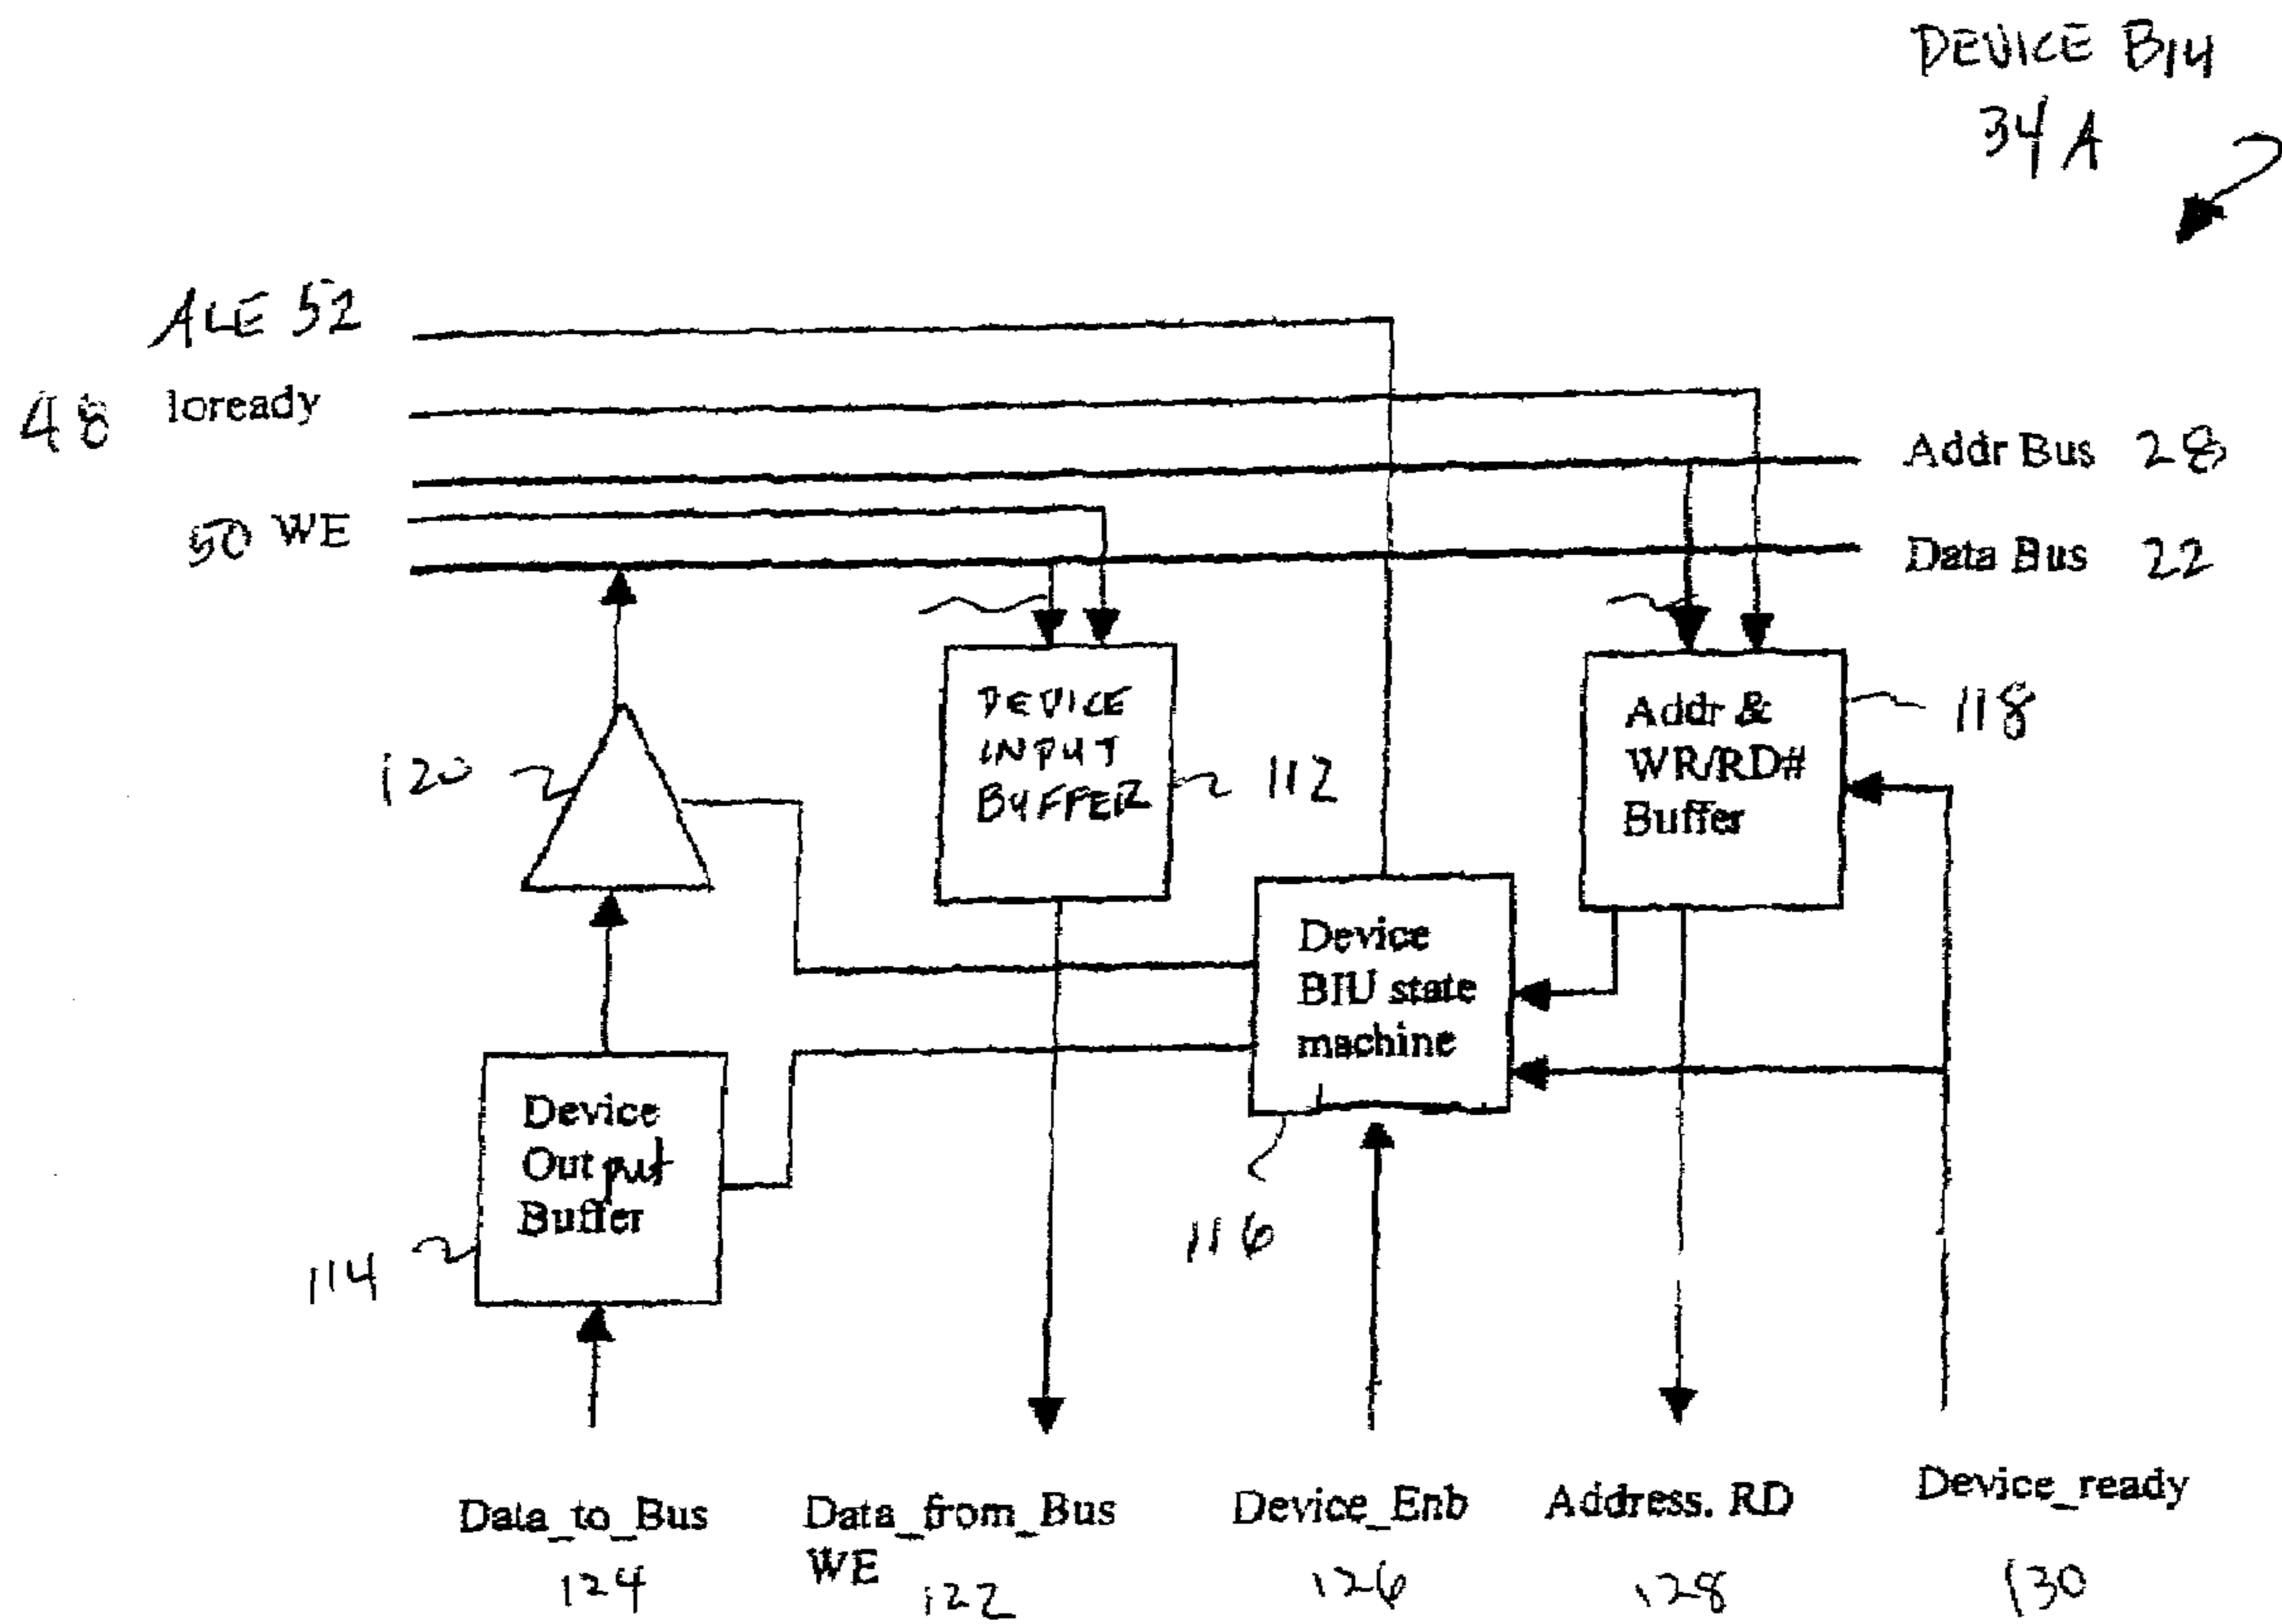 DEVICE BIU
34A
ALE 52
48 Ioready
Addr Bus 28
50 WE
Data Bus 22
DEVICE
INPUT
BUFFER
112
Addr &
WR/RD#
Buffer
118
120
Device
BIU state
machine
116
Device
Output
Buffer
114
Data_to_Bus
124
Data_from_Bus
WE
122
Device_Enb
126
Address. RD
128
Device_ready
130